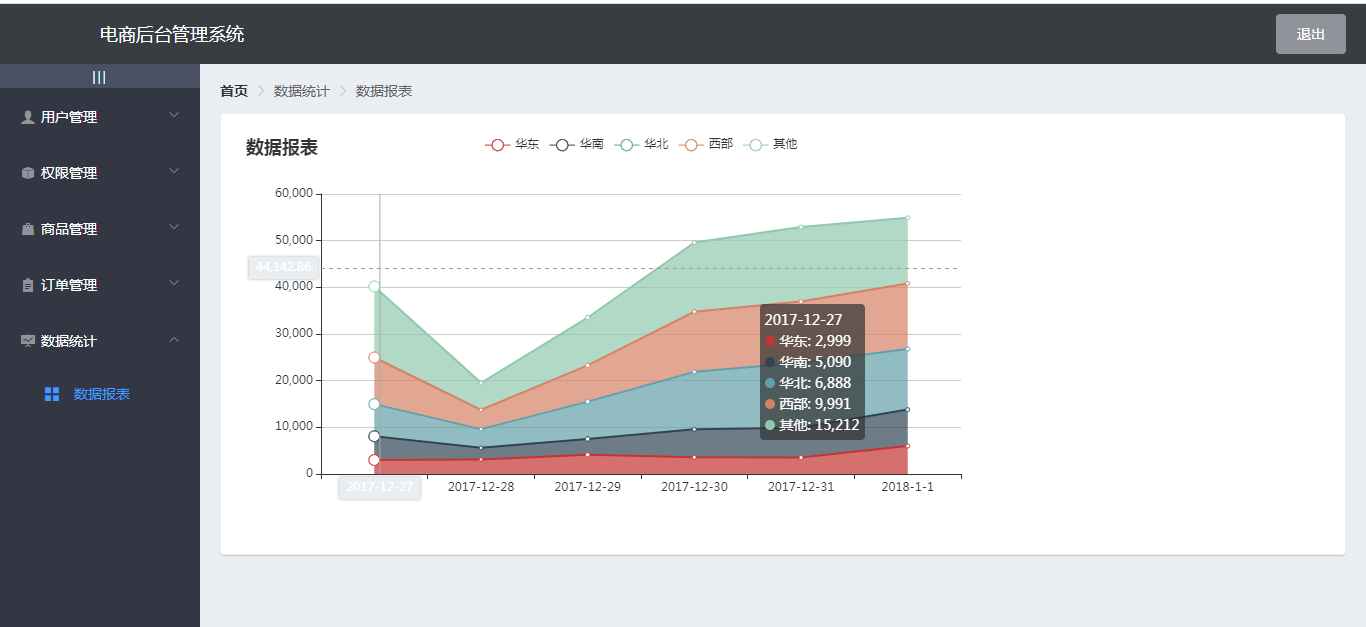 电商后台管理系统
退出
|||
首页 > 数据统计 > 数据报表
用户管理
权限管理
商品管理
订单管理
数据统计
数据报表
数据报表
华东 华南 华北 西部 其他
60,000
50,000
44,142.86
40,000
30,000
20,000
10,000
0
2017-12-27
华东: 2,999
华南: 5,090
华北: 6,888
西部: 9,991
其他: 15,212
2017-12-27 2017-12-28 2017-12-29 2017-12-30 2017-12-31 2018-1-1